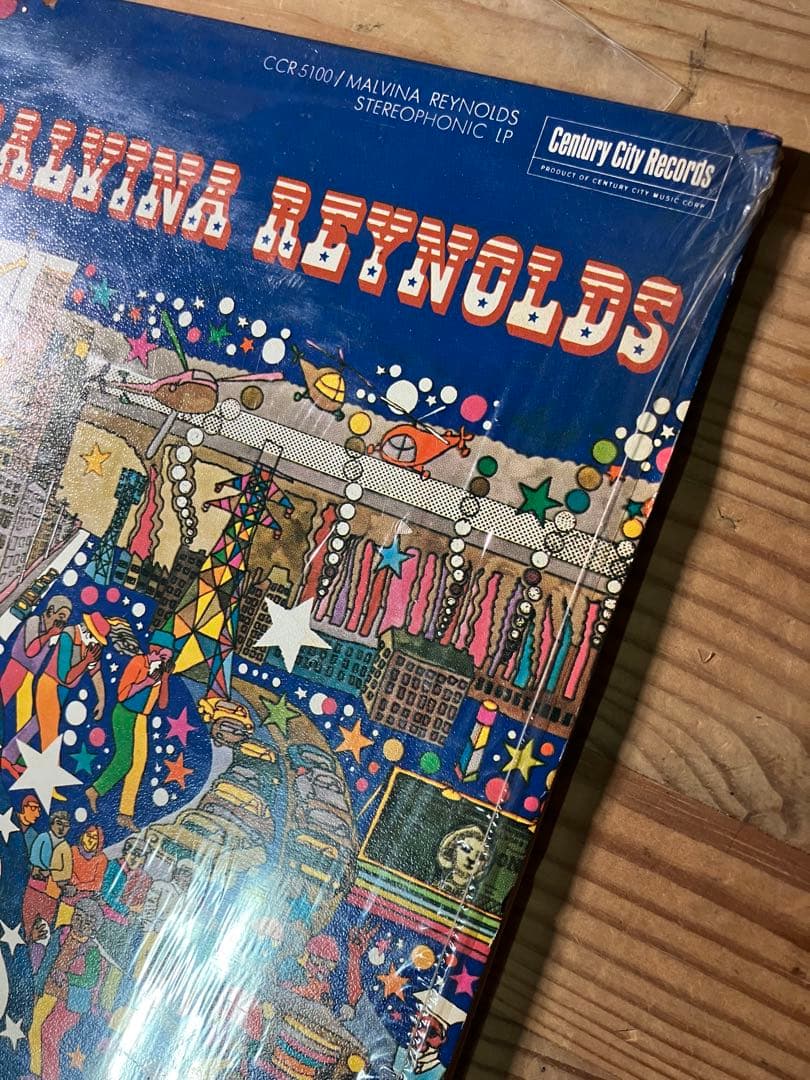 CCR 5100 / MALVINA REYNOLDS
STEREOPHONIC LP
Century City Records
PRODUCT OF CENTURY CITY MUSIC CORP.
ALVINA REYNOLDS